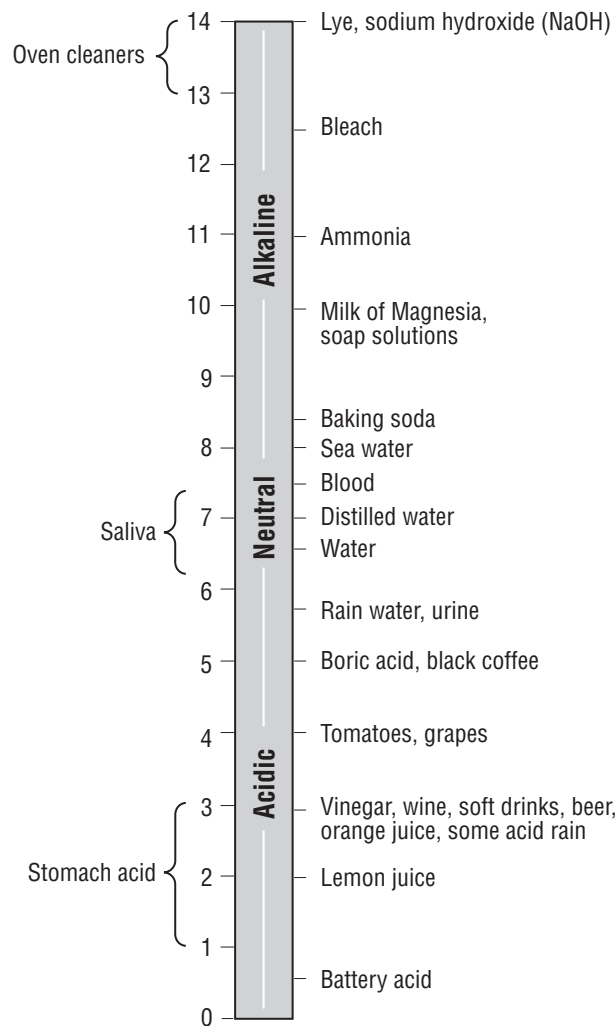 14
Lye, sodium hydroxide (NaOH)
Oven cleaners
13
Bleach
12
Alkaline
11
Ammonia
10
Milk of Magnesia,
soap solutions
9
Baking soda
8
Sea water
Blood
Neutral
7
Distilled water
Saliva
Water
6
Rain water, urine
5
Boric acid, black coffee
4
Tomatoes, grapes
Acidic
3
Vinegar, wine, soft drinks, beer,
orange juice, some acid rain
Stomach acid
2
Lemon juice
1
Battery acid
0